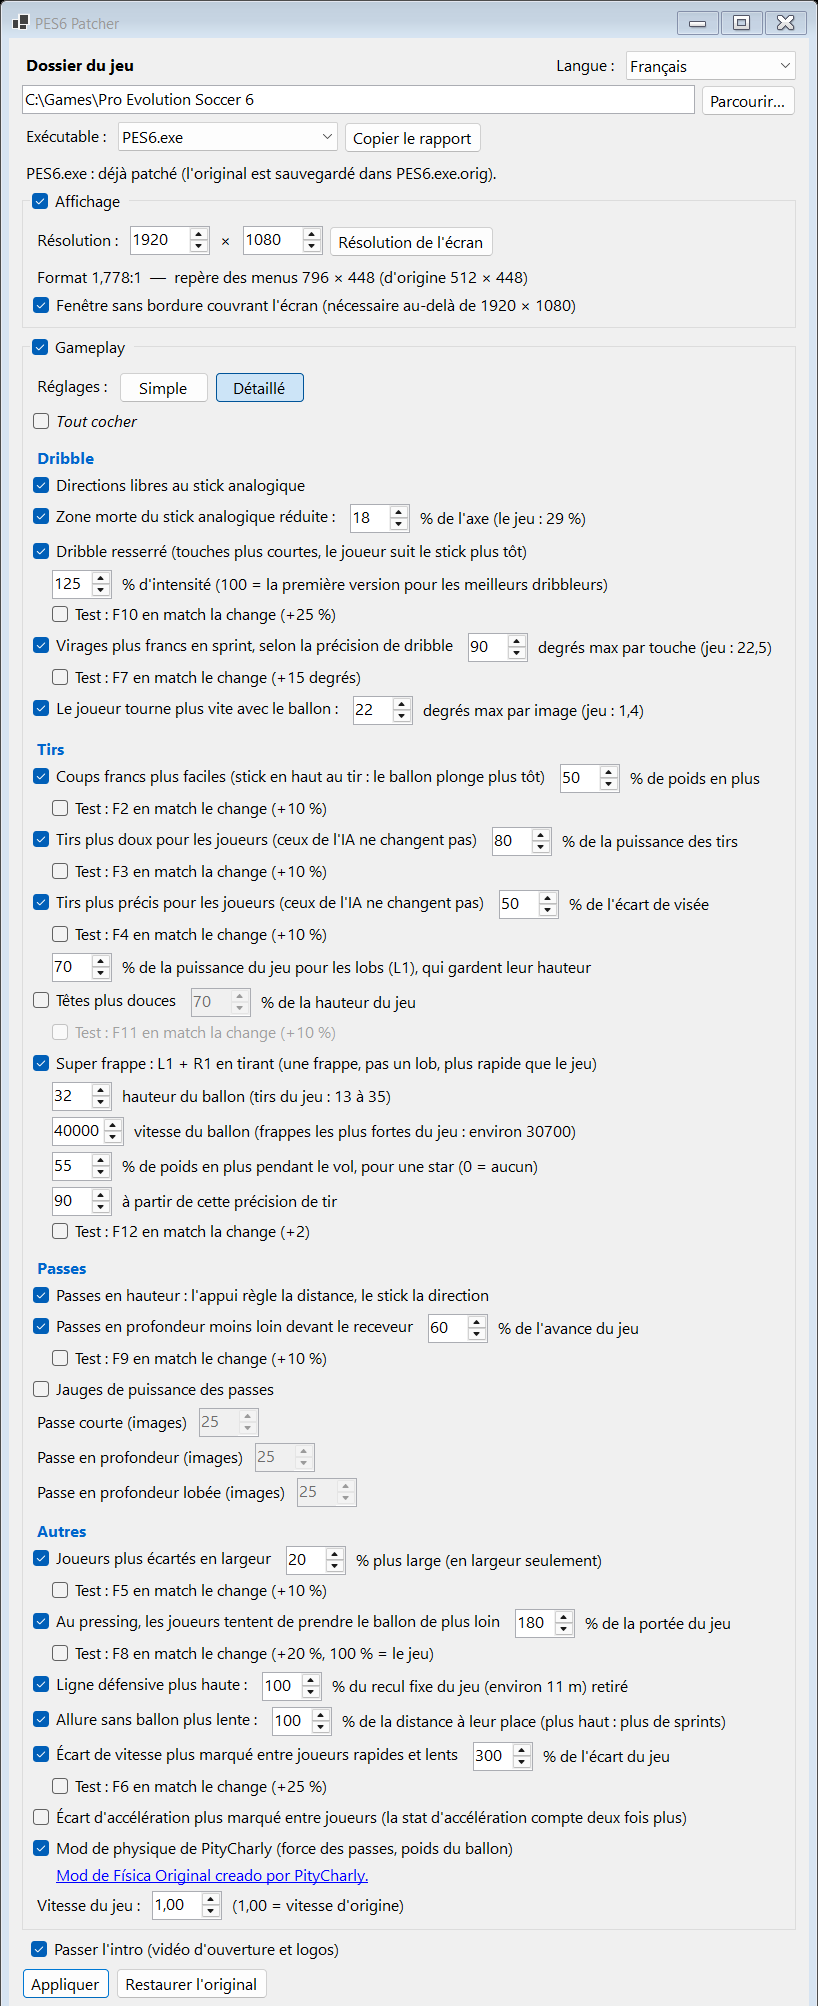 PES6 Patcher
Dossier du jeu
Langue : Français
C:\Games\Pro Evolution Soccer 6 Parcourir...
Exécutable : PES6.exe Copier le rapport
PES6.exe : déjà patché (l'original est sauvegardé dans PES6.exe.orig).
Affichage
Résolution : 1920 × 1080 Résolution de l'écran
Format 1,778:1 — repère des menus 796 × 448 (d'origine 512 × 448)
Fenêtre sans bordure couvrant l'écran (nécessaire au-delà de 1920 × 1080)
Gameplay
Réglages : Simple Détaillé
Tout cocher
Dribble
Directions libres au stick analogique
Zone morte du stick analogique réduite : 18 % de l'axe (le jeu : 29 %)
Dribble resserré (touches plus courtes, le joueur suit le stick plus tôt)
125 % d'intensité (100 = la première version pour les meilleurs dribbleurs)
Test : F10 en match la change (+25 %)
Virages plus francs en sprint, selon la précision de dribble 90 degrés max par touche (jeu : 22,5)
Test : F7 en match le change (+15 degrés)
Le joueur tourne plus vite avec le ballon : 22 degrés max par image (jeu : 1,4)
Tirs
Coups francs plus faciles (stick en haut au tir : le ballon plonge plus tôt) 50 % de poids en plus
Test : F2 en match le change (+10 %)
Tirs plus doux pour les joueurs (ceux de l'IA ne changent pas) 80 % de la puissance des tirs
Test : F3 en match le change (+10 %)
Tirs plus précis pour les joueurs (ceux de l'IA ne changent pas) 50 % de l'écart de visée
Test : F4 en match le change (+10 %)
70 % de la puissance du jeu pour les lobs (L1), qui gardent leur hauteur
Têtes plus douces 70 % de la hauteur du jeu
Test : F11 en match la change (+10 %)
Super frappe : L1 + R1 en tirant (une frappe, pas un lob, plus rapide que le jeu)
32 hauteur du ballon (tirs du jeu : 13 à 35)
40000 vitesse du ballon (frappes les plus fortes du jeu : environ 30700)
55 % de poids en plus pendant le vol, pour une star (0 = aucun)
90 à partir de cette précision de tir
Test : F12 en match la change (+2)
Passes
Passes en hauteur : l'appui règle la distance, le stick la direction
Passes en profondeur moins loin devant le receveur 60 % de l'avance du jeu
Test : F9 en match le change (+10 %)
Jauges de puissance des passes
Passe courte (images) 25
Passe en profondeur (images) 25
Passe en profondeur lobée (images) 25
Autres
Joueurs plus écartés en largeur 20 % plus large (en largeur seulement)
Test : F5 en match le change (+10 %)
Au pressing, les joueurs tentent de prendre le ballon de plus loin 180 % de la portée du jeu
Test : F8 en match le change (+20 %, 100 % = le jeu)
Ligne défensive plus haute : 100 % du recul fixe du jeu (environ 11 m) retiré
Allure sans ballon plus lente : 100 % de la distance à leur place (plus haut : plus de sprints)
Écart de vitesse plus marqué entre joueurs rapides et lents 300 % de l'écart du jeu
Test : F6 en match le change (+25 %)
Écart d'accélération plus marqué entre joueurs (la stat d'accélération compte deux fois plus)
Mod de physique de PityCharly (force des passes, poids du ballon)
Mod de Física Original creado por PityCharly.
Vitesse du jeu : 1,00 (1,00 = vitesse d'origine)
Passer l'intro (vidéo d'ouverture et logos)
Appliquer Restaurer l'original